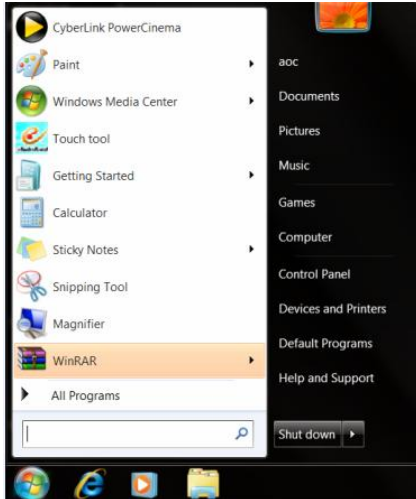 CyberLink PowerCinema
Paint
Windows Media Center
Touch tool
Getting Started
Calculator
Sticky Notes
Snipping Tool
Magnifier
WinRAR
All Programs
aoc
Documents
Pictures
Music
Games
Computer
Control Panel
Devices and Printers
Default Programs
Help and Support
Shut down